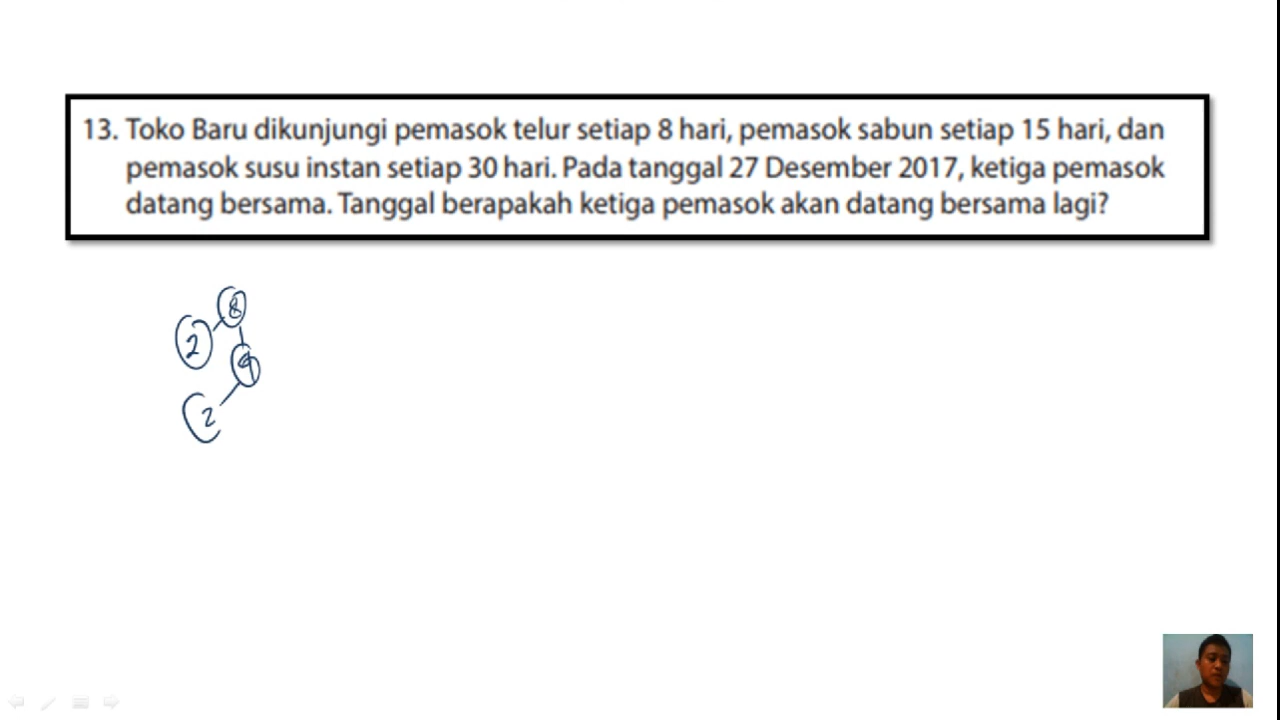 13. Toko Baru dikunjungi pemasok telur setiap 8 hari, pemasok sabun setiap 15 hari, dan
pemasok susu instan setiap 30 hari. Pada tanggal 27 Desember 2017, ketiga pemasok
datang bersama. Tanggal berapakah ketiga pemasok akan datang bersama lagi?
8
2
4
2